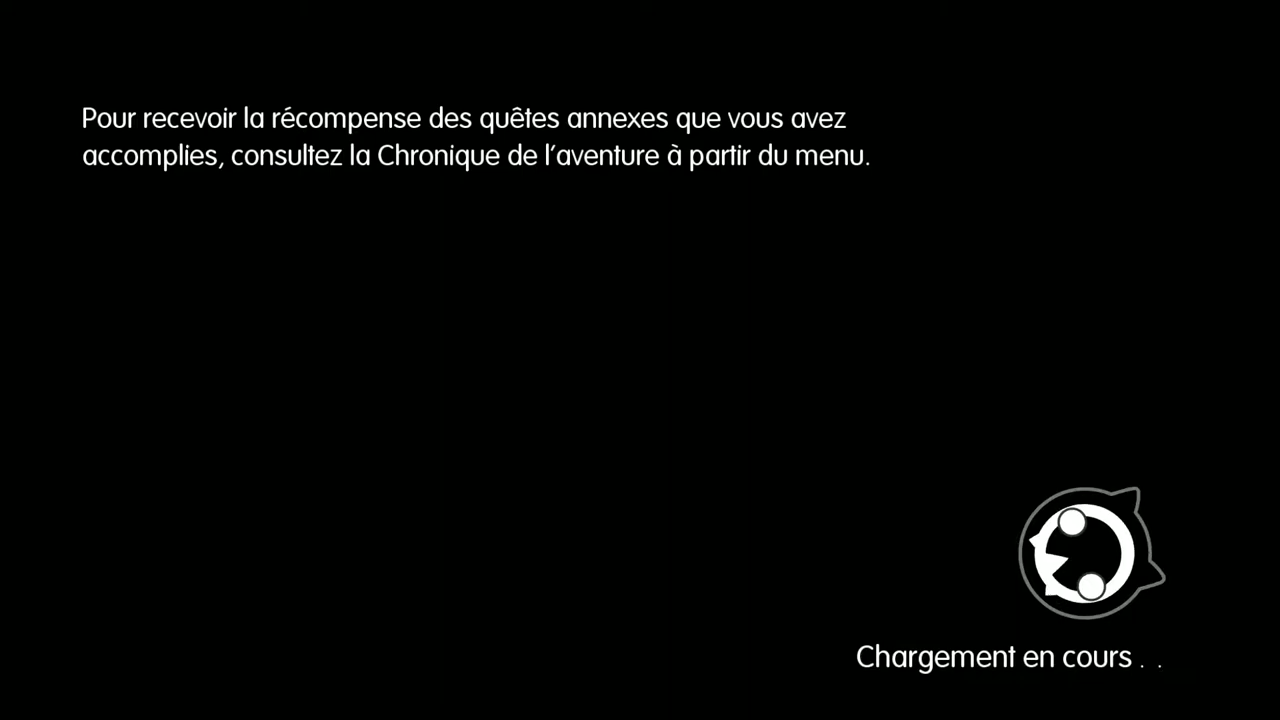 Pour recevoir la récompense des quêtes annexes que vous avez
accomplies, consultez la Chronique de l'aventure à partir du menu.
Chargement en cours . .